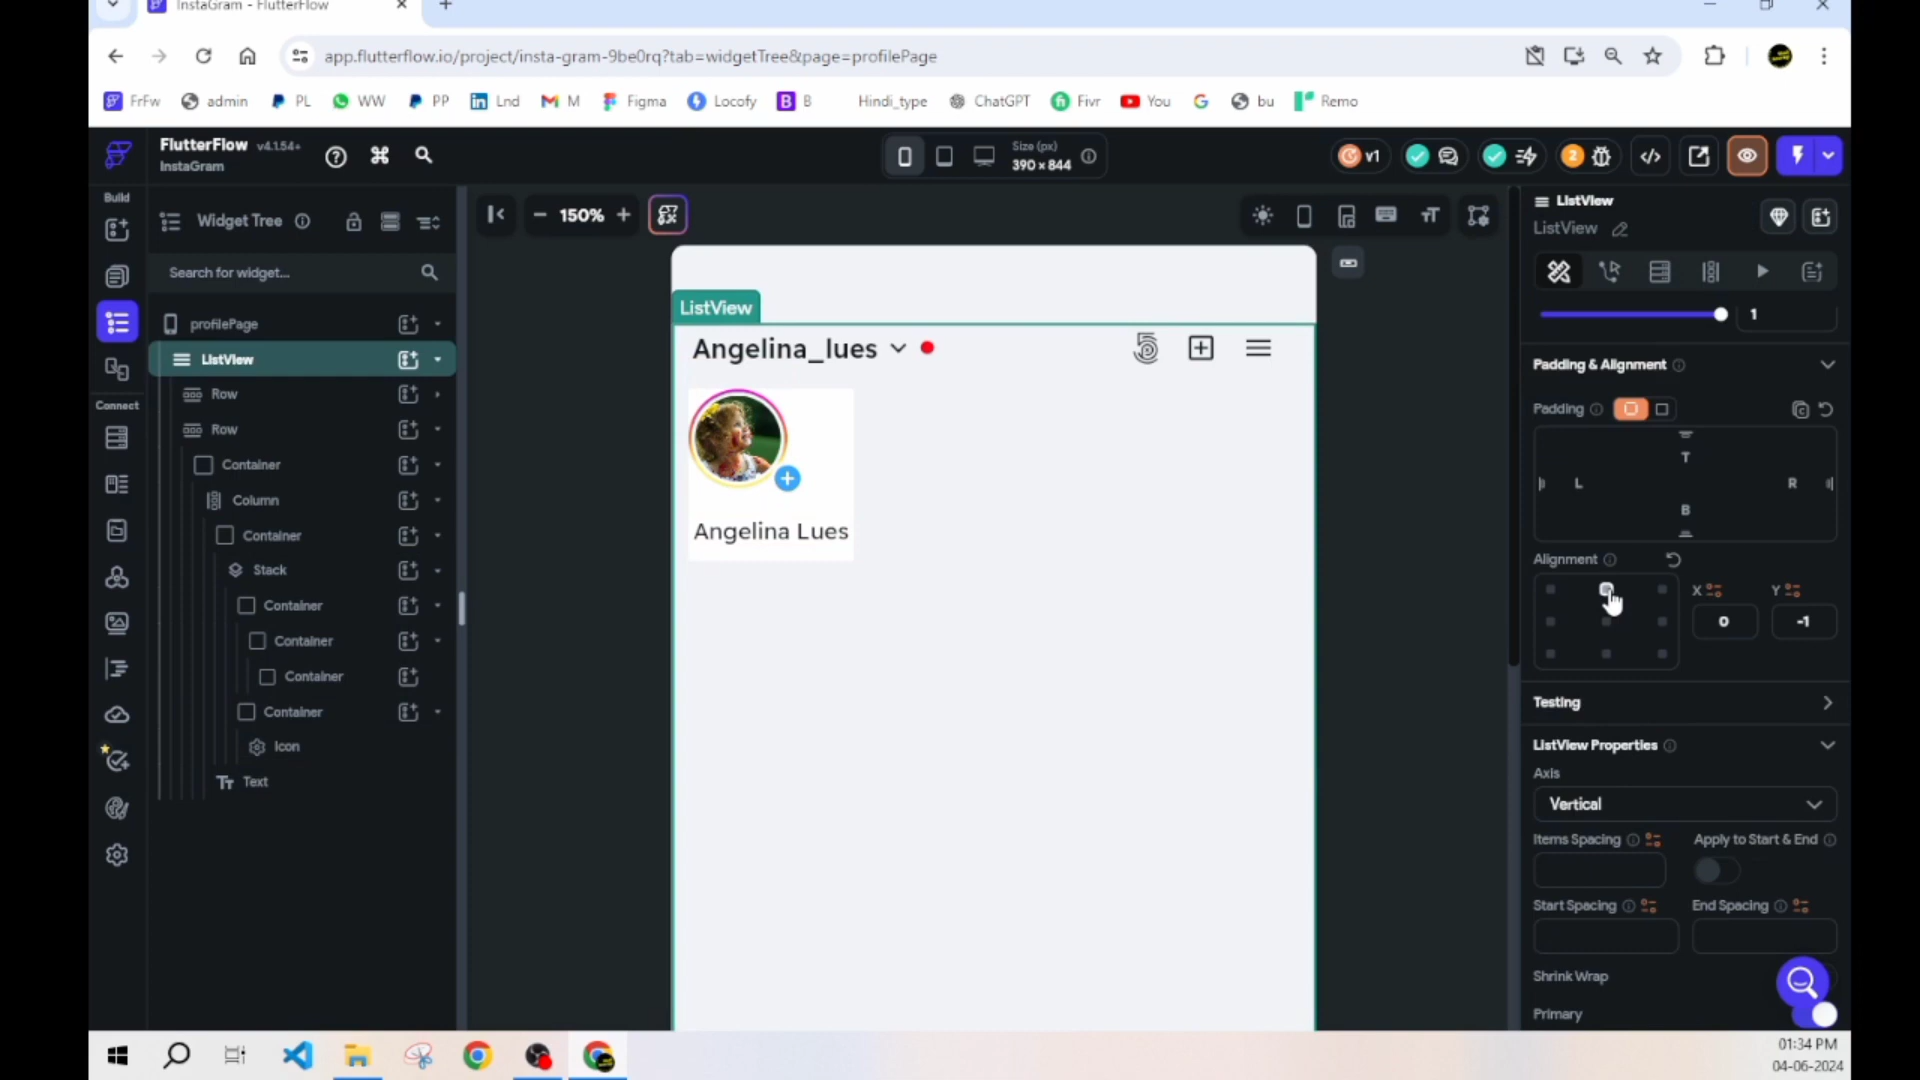 InstaGram - FlutterFlow
app.flutterflow.io/project/insta-gram-9be0rq?tab=widgetTree&page=profilePage
FrFw admin PL WW PP Lnd M Figma Locofy B Hindi_type ChatGPT Fivr You bu Remo
FlutterFlow v4.1.54+
InstaGram
Size (px)
390 × 844
v1
2
Build
Widget Tree
150%
Search for widget...
profilePage
ListView
Row
Connect
Row
Container
Column
Container
Stack
Container
Container
Container
Container
Icon
Text
ListView
Angelina_lues
Angelina Lues
ListView
ListView
1
Padding & Alignment
Padding
T
L
R
B
Alignment
X
Y
0
-1
Testing
ListView Properties
Axis
Vertical
Items Spacing
Apply to Start & End
Start Spacing
End Spacing
Shrink Wrap
Primary
01:34 PM
04-06-2024